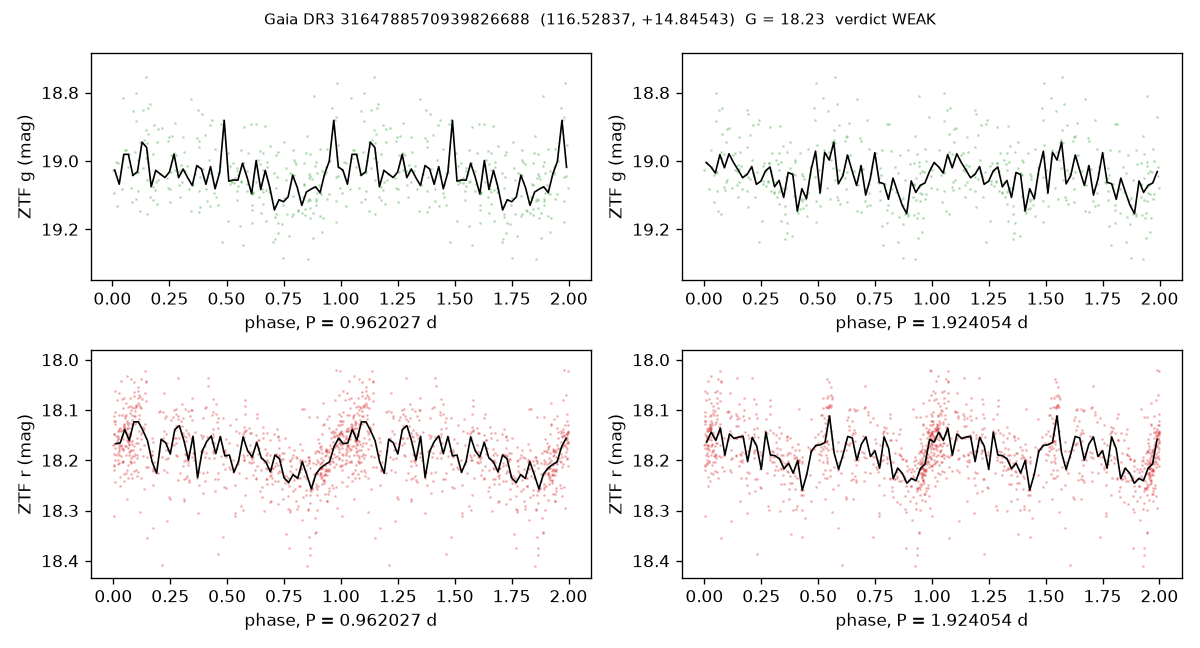 Gaia DR3 3164788570939826688  (116.52837, +14.84543)  G = 18.23  verdict WEAK
ZTF g (mag)
18.8
19.0
19.2
0.00 0.25 0.50 0.75 1.00 1.25 1.50 1.75 2.00
phase, P = 0.962027 d
ZTF g (mag)
18.8
19.0
19.2
0.00 0.25 0.50 0.75 1.00 1.25 1.50 1.75 2.00
phase, P = 1.924054 d
ZTF r (mag)
18.0
18.1
18.2
18.3
18.4
0.00 0.25 0.50 0.75 1.00 1.25 1.50 1.75 2.00
phase, P = 0.962027 d
ZTF r (mag)
18.0
18.1
18.2
18.3
18.4
0.00 0.25 0.50 0.75 1.00 1.25 1.50 1.75 2.00
phase, P = 1.924054 d